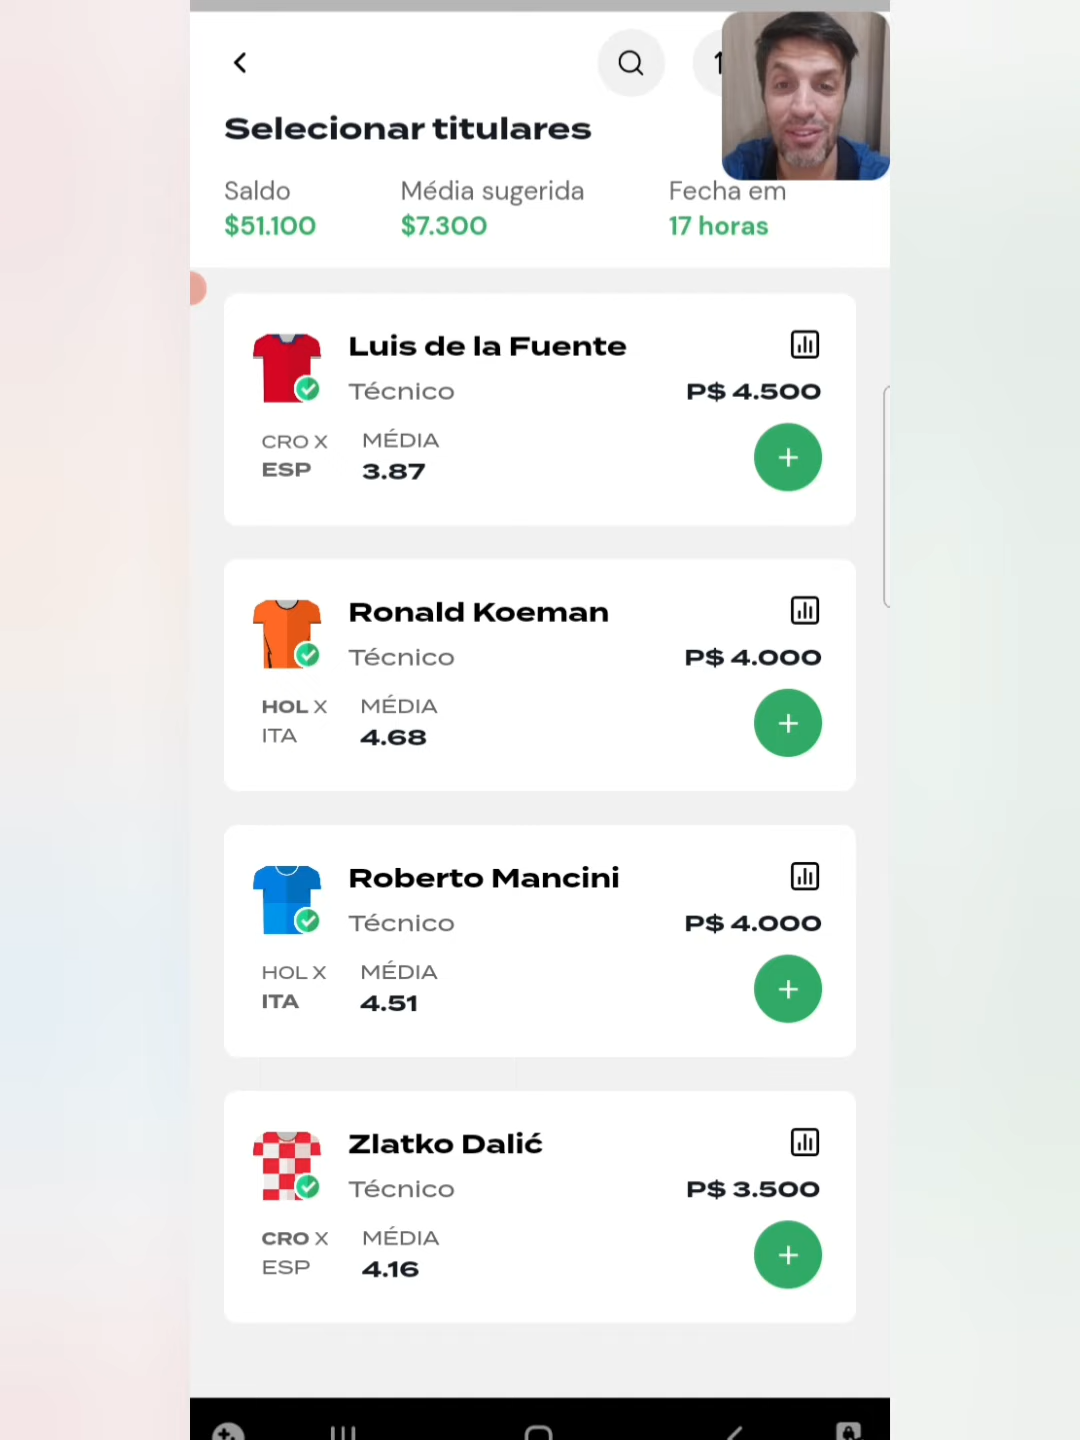 Selecionar titulares
Saldo
$51.100
Média sugerida
$7.300
Fecha em
17 horas
Luis de la Fuente
Técnico
P$ 4.500
CRO X
ESP
MÉDIA
3.87
Ronald Koeman
Técnico
P$ 4.000
HOL X
ITA
MÉDIA
4.68
Roberto Mancini
Técnico
P$ 4.000
HOL X
ITA
MÉDIA
4.51
Zlatko Dalić
Técnico
P$ 3.500
CRO X
ESP
MÉDIA
4.16